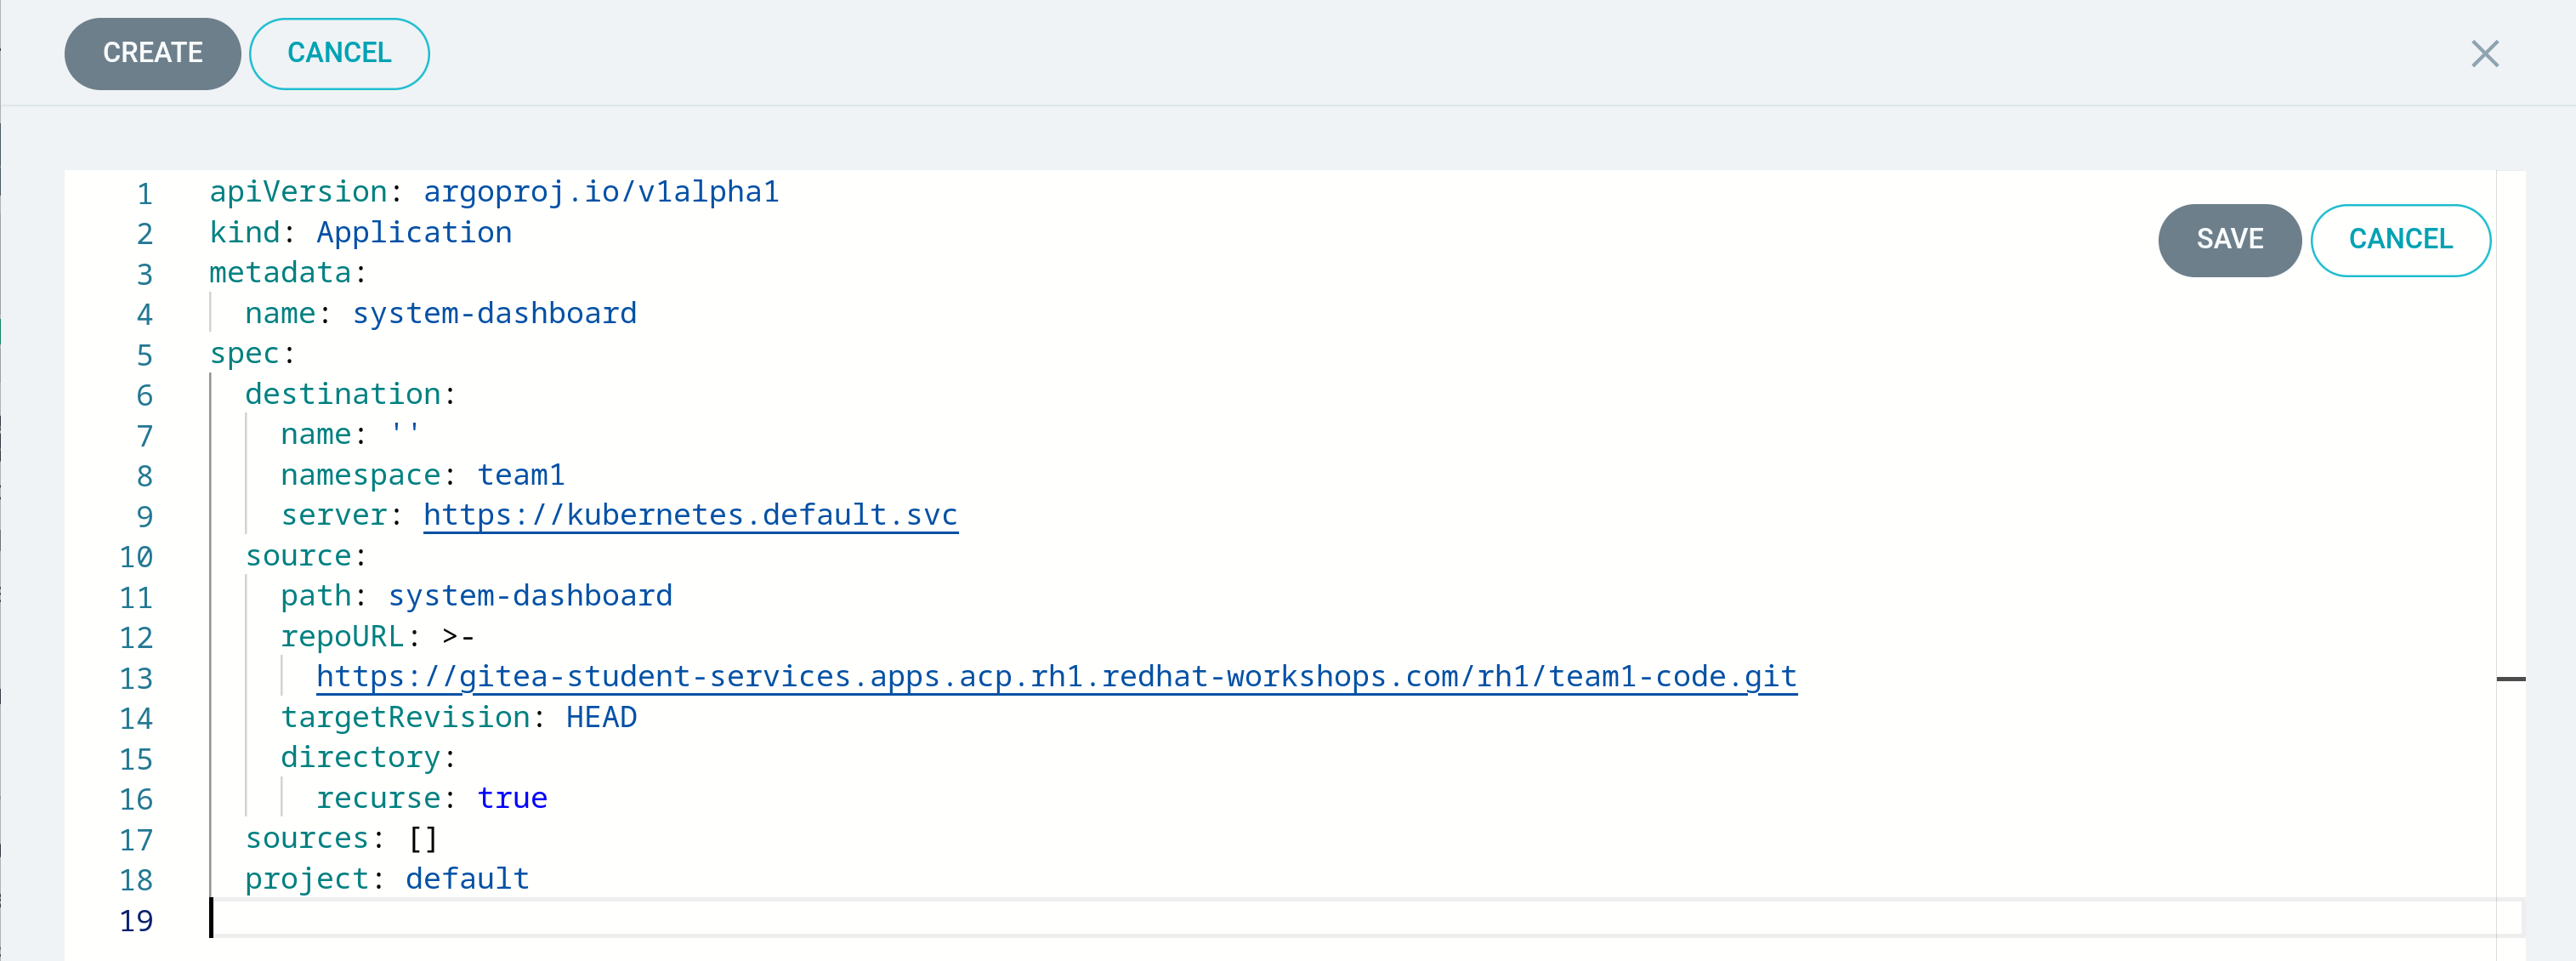 CREATE CANCEL
1 apiVersion: argoproj.io/v1alpha1
2 kind: Application
SAVE CANCEL
3 metadata:
4   name: system-dashboard
5 spec:
6   destination:
7     name: ''
8     namespace: team1
9     server: https://kubernetes.default.svc
10   source:
11     path: system-dashboard
12     repoURL: >-
13       https://gitea-student-services.apps.acp.rh1.redhat-workshops.com/rh1/team1-code.git
14     targetRevision: HEAD
15     directory:
16       recurse: true
17   sources: []
18   project: default
19